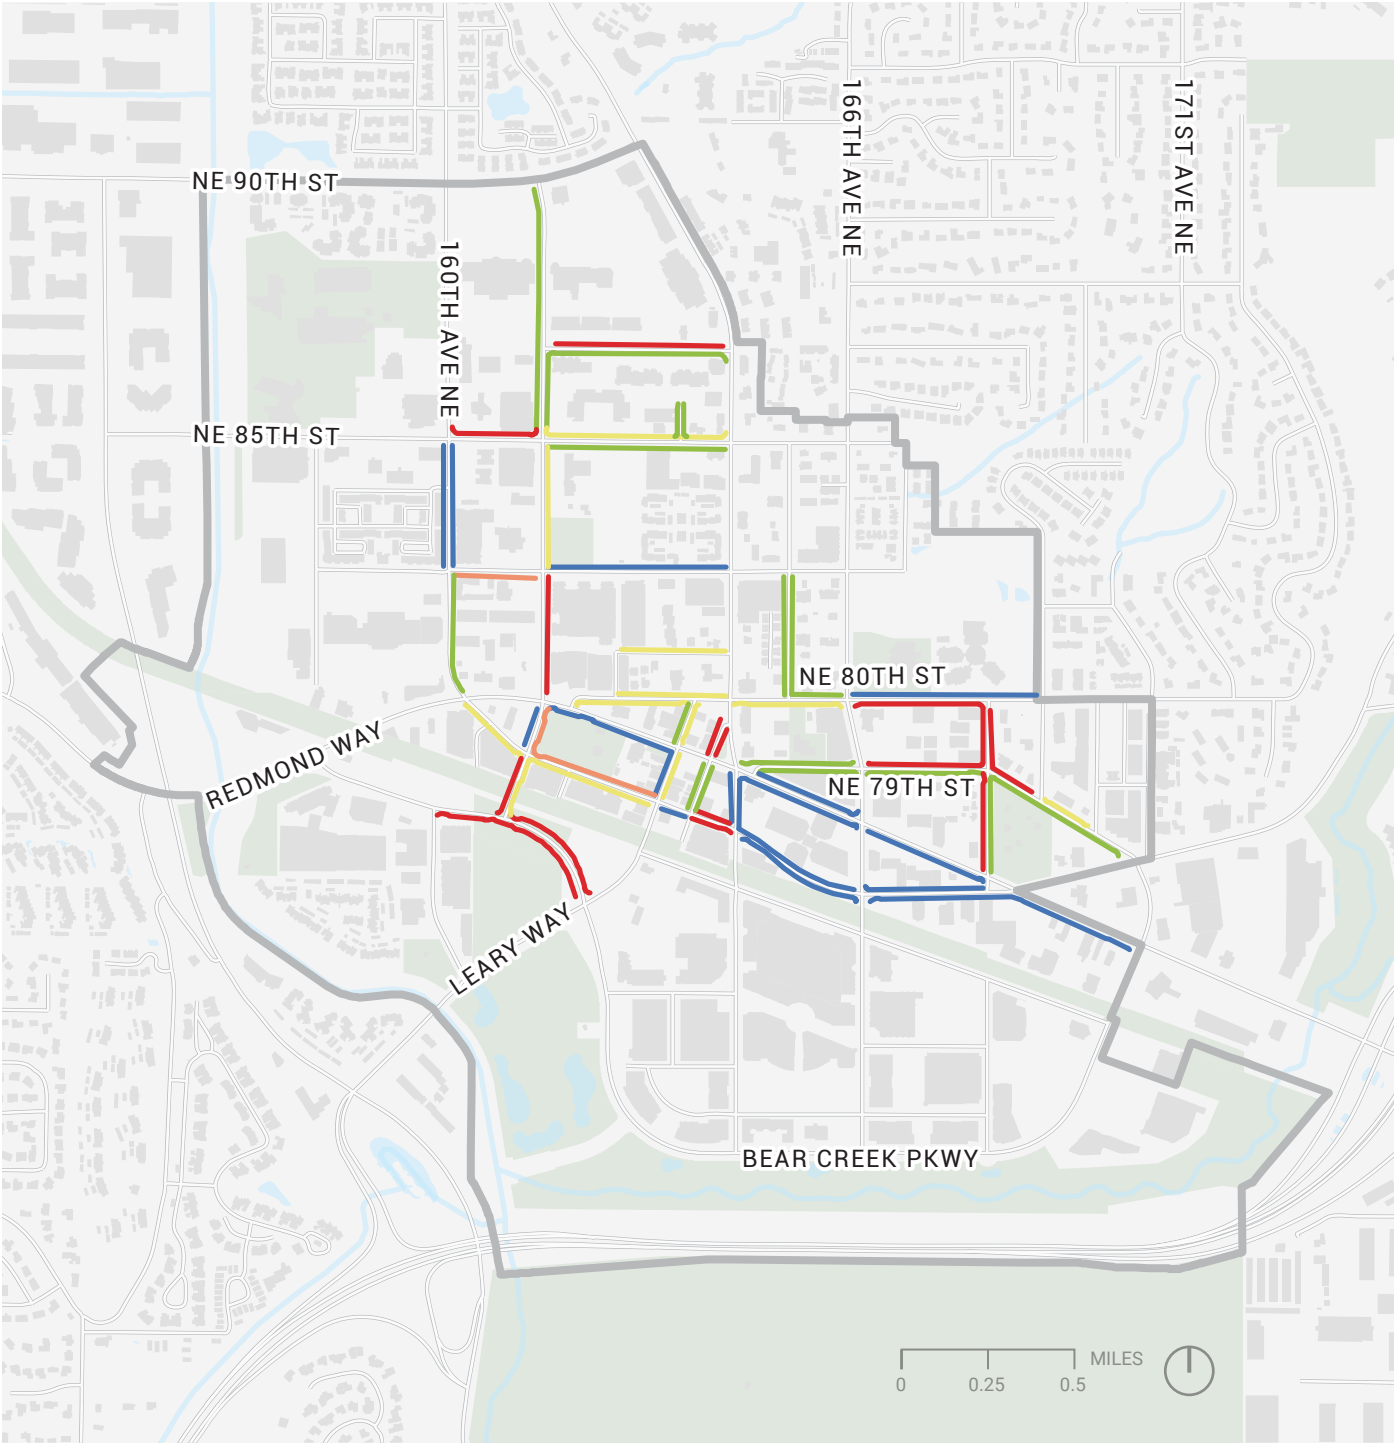 166TH AVE NE
171ST AVE NE
NE 90TH ST
160TH AVE NE
NE 85TH ST
NE 80TH ST
REDMOND WAY
NE 79TH ST
LEARY WAY
BEAR CREEK PKWY
MILES
0 0.25 0.5